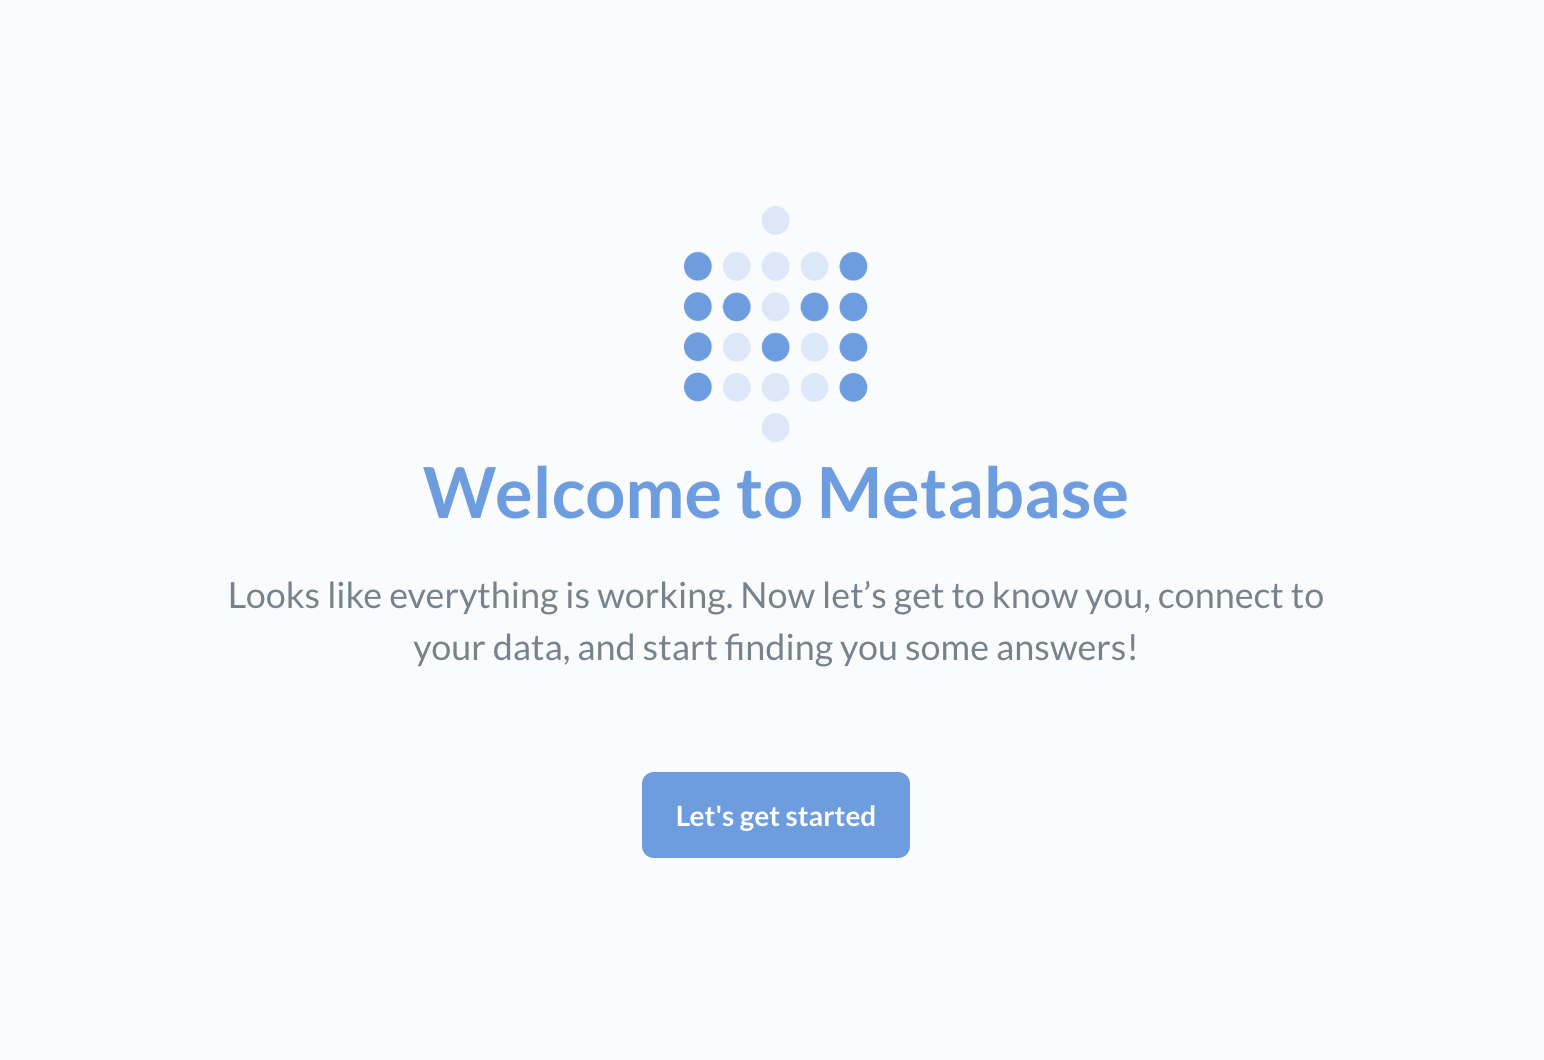 Welcome to Metabase
Looks like everything is working. Now let’s get to know you, connect to
your data, and start finding you some answers!
Let's get started